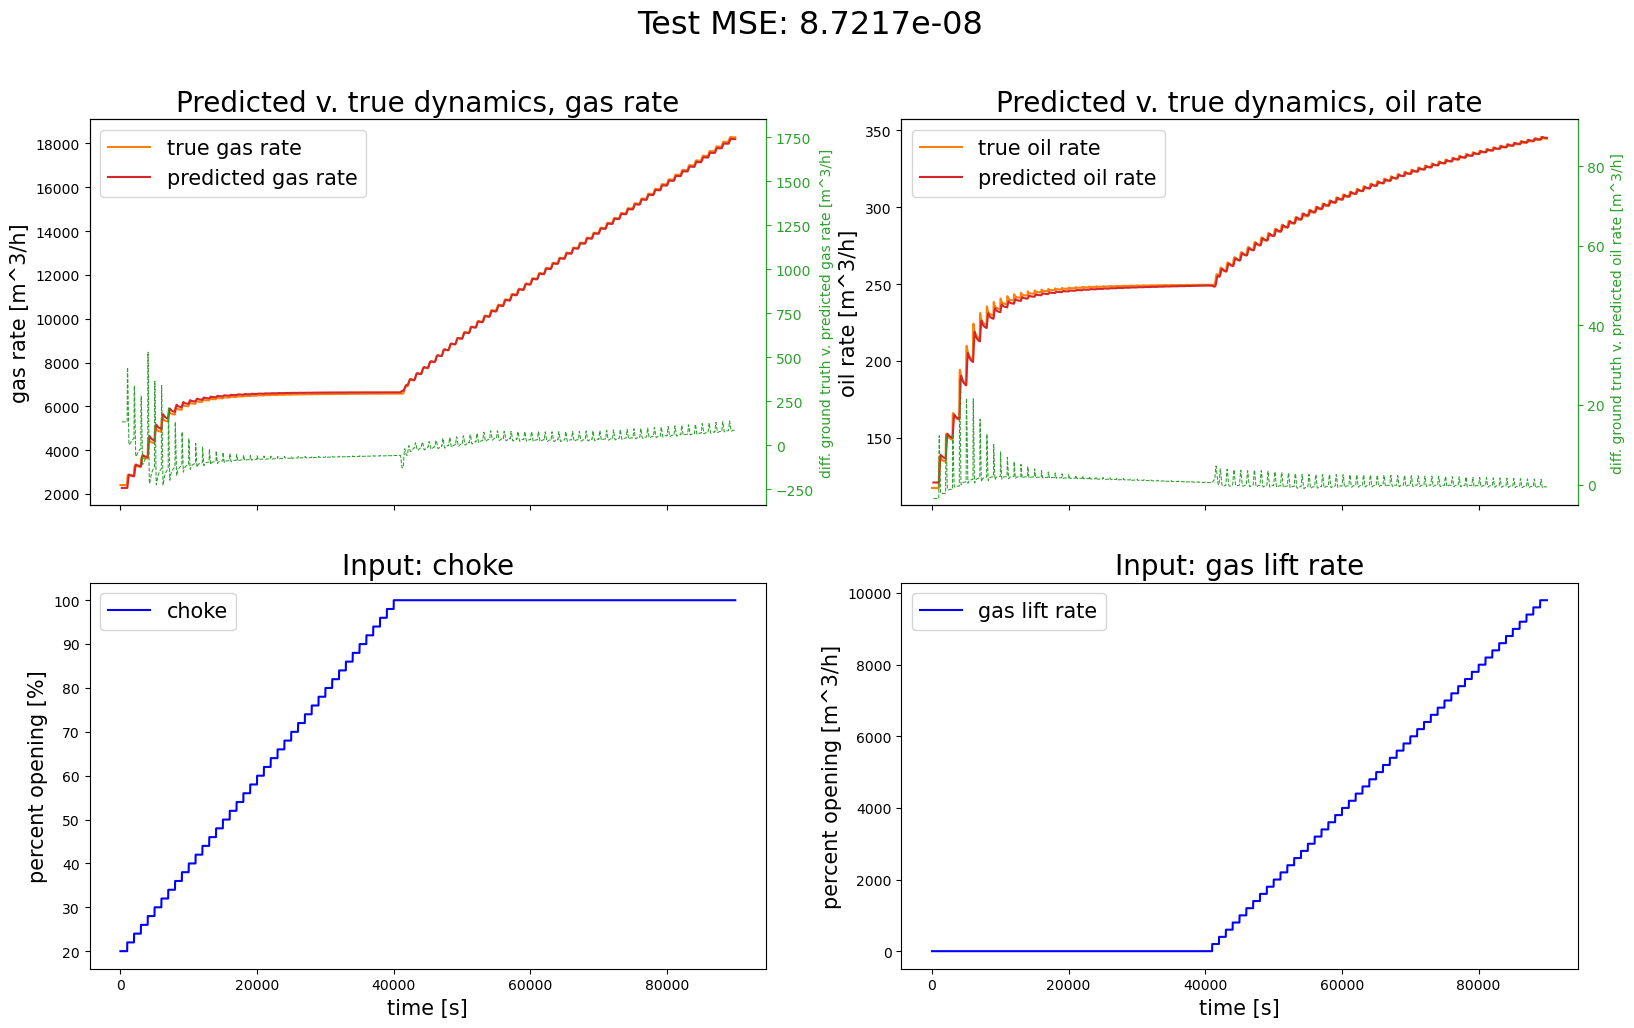 Test MSE: 8.7217e-08
Predicted v. true dynamics, gas rate
true gas rate
predicted gas rate
gas rate [m^3/h]
18000
16000
14000
12000
10000
8000
6000
4000
2000
1750
1500
1250
1000
750
500
250
0
−250
diff. ground truth v. predicted gas rate [m^3/h]
Predicted v. true dynamics, oil rate
true oil rate
predicted oil rate
oil rate [m^3/h]
350
300
250
200
150
80
60
40
20
0
diff. ground truth v. predicted oil rate [m^3/h]
Input: choke
choke
percent opening [%]
100
90
80
70
60
50
40
30
20
0
20000
40000
60000
80000
time [s]
Input: gas lift rate
gas lift rate
percent opening [m^3/h]
10000
8000
6000
4000
2000
0
0
20000
40000
60000
80000
time [s]